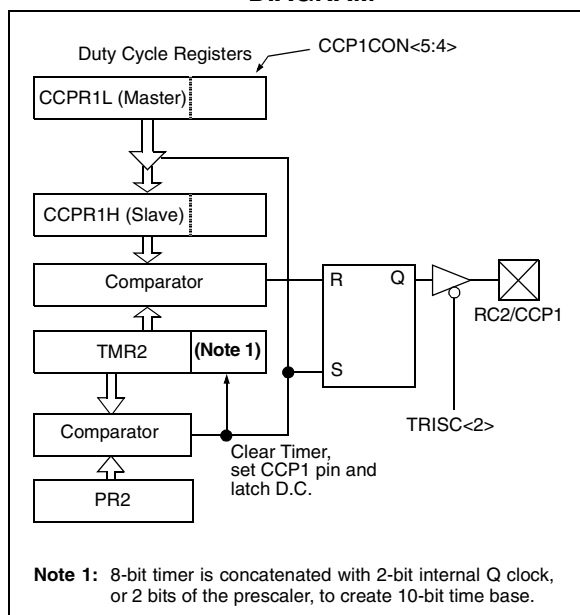 Duty Cycle Registers
CCP1CON<5:4>
CCPR1L (Master)
CCPR1H (Slave)
Comparator
R
Q
RC2/CCP1
TMR2
(Note 1)
S
TRISC<2>
Comparator
Clear Timer,
set CCP1 pin and
latch D.C.
PR2
Note 1: 8-bit timer is concatenated with 2-bit internal Q clock,
or 2 bits of the prescaler, to create 10-bit time base.